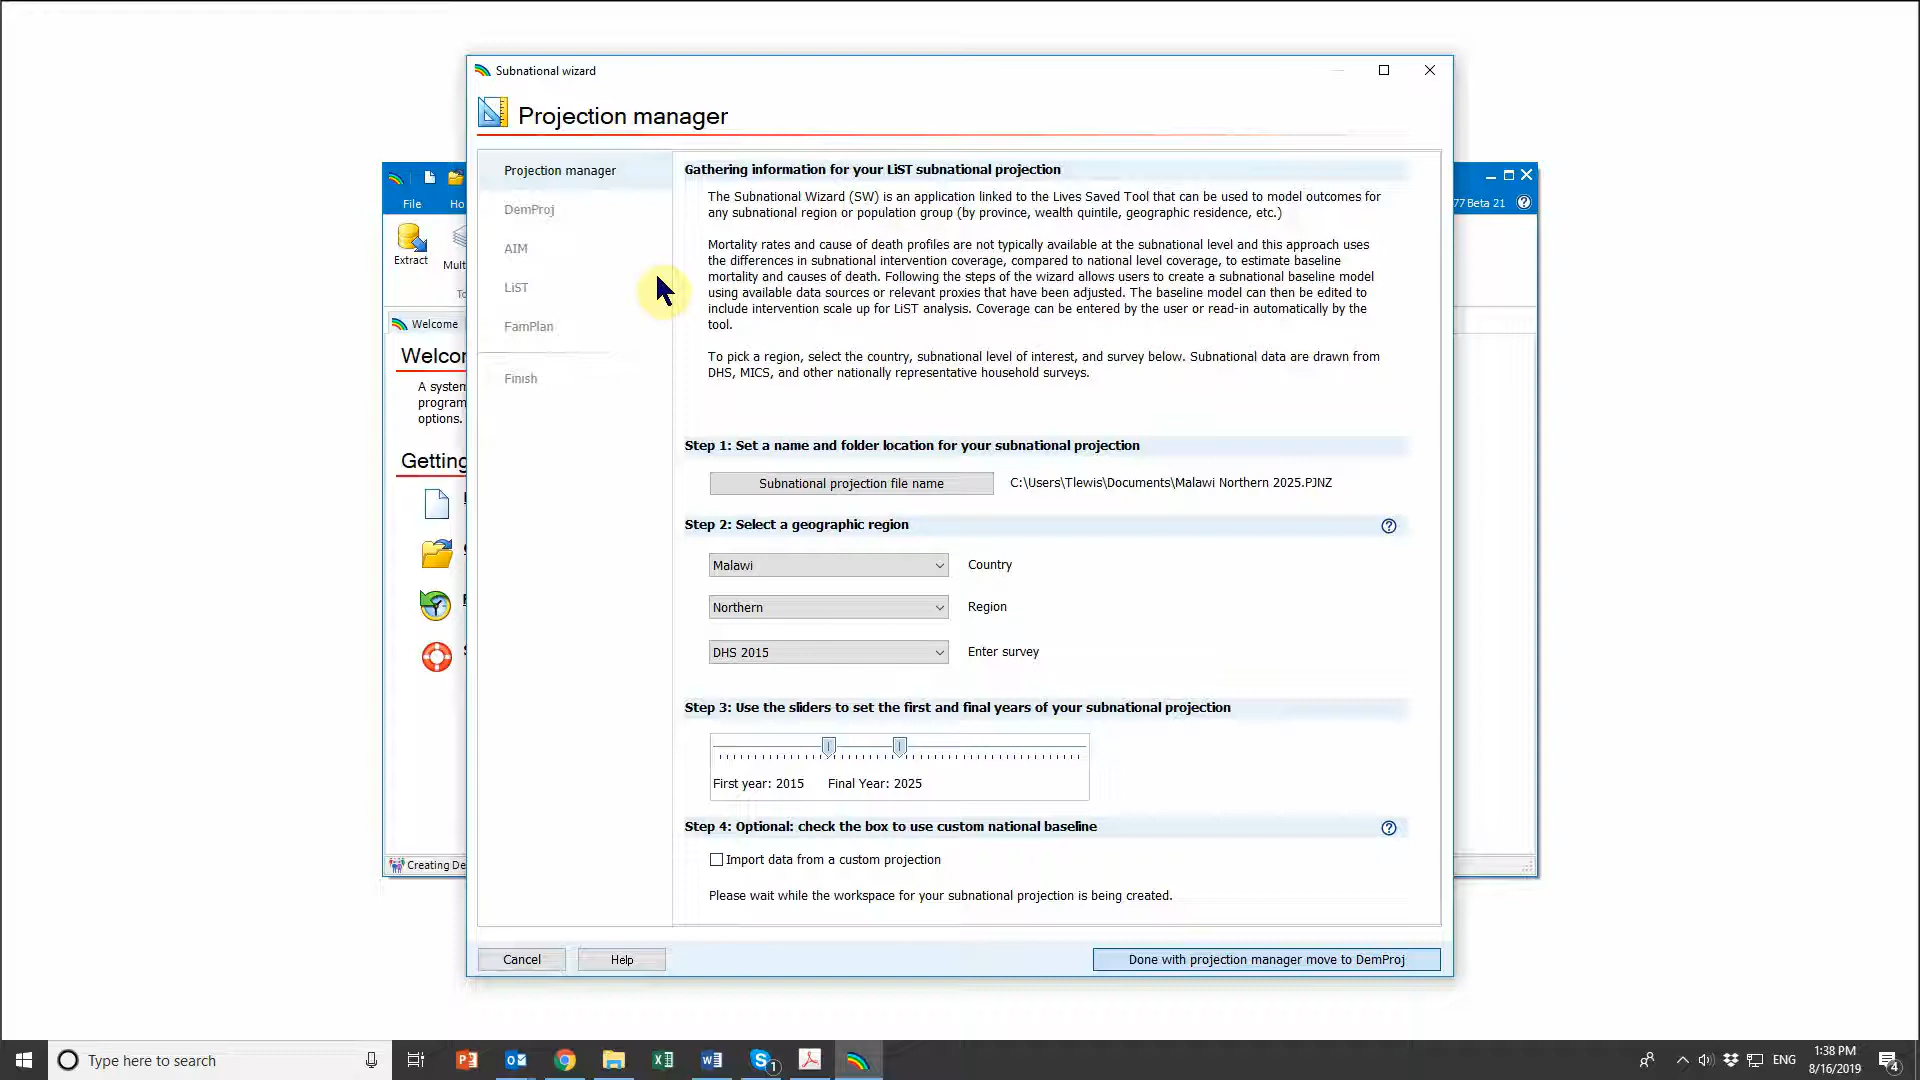 Subnational wizard
Projection manager
Projection manager
DemProj
AIM
LiST
FamPlan
Finish
Gathering information for your LiST subnational projection
The Subnational Wizard (SW) is an application linked to the Lives Saved Tool that can be used to model outcomes for
any subnational region or population group (by province, wealth quintile, geographic residence, etc.)
Mortality rates and cause of death profiles are not typically available at the subnational level and this approach uses
the differences in subnational intervention coverage, compared to national level coverage, to estimate baseline
mortality and causes of death. Following the steps of the wizard allows users to create a subnational baseline model
using available data sources or relevant proxies that have been adjusted. The baseline model can then be edited to
include intervention scale up for LiST analysis. Coverage can be entered by the user or read-in automatically by the
tool.
To pick a region, select the country, subnational level of interest, and survey below. Subnational data are drawn from
DHS, MICS, and other nationally representative household surveys.
Step 1: Set a name and folder location for your subnational projection
Subnational projection file name C:\Users\Tlewis\Documents\Malawi Northern 2025.PJNZ
Step 2: Select a geographic region
Malawi Country
Northern Region
DHS 2015 Enter survey
Step 3: Use the sliders to set the first and final years of your subnational projection
First year: 2015 Final Year: 2025
Step 4: Optional: check the box to use custom national baseline
Import data from a custom projection
Please wait while the workspace for your subnational projection is being created.
Cancel Help Done with projection manager move to DemProj
File Ho
77 Beta 21
Extract
Mult
To
Welcome
Welcor
A system
program
options.
Getting
Creating De
Type here to search
1
ENG
1:38 PM
8/16/2019
4